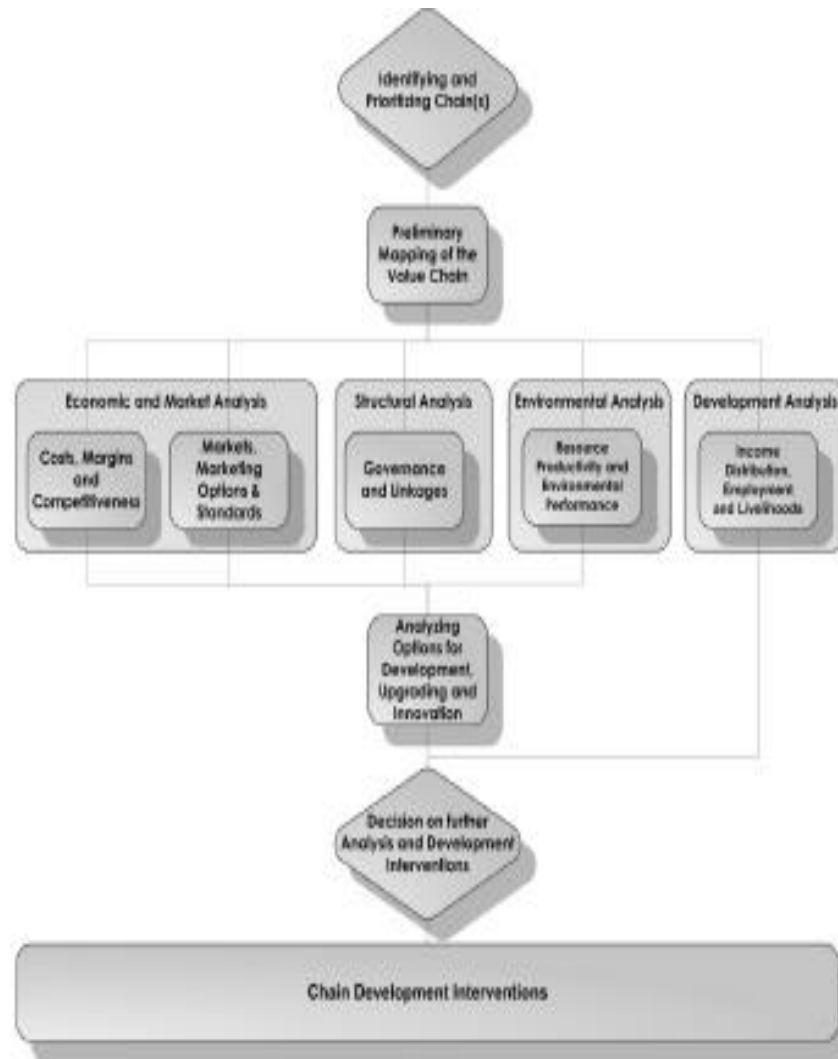 Identifying and
Prioritizing Chain(s)
Preliminary
Mapping of the
Value Chain
Economic and Market Analysis
Costs, Margins
and
Competitiveness
Markets,
Marketing
Options &
Standards
Structural Analysis
Governance
and Linkages
Environmental Analysis
Resource
Productivity and
Environmental
Performance
Development Analysis
Income
Distribution,
Employment
and Livelihoods
Analyzing
Options for
Development,
Upgrading and
Innovation
Decision on further
Analysis and Development
Interventions
Chain Development Interventions